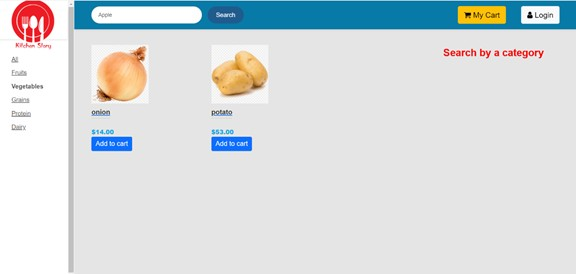 Kitchen Story
Apple
Search
My Cart
Login
All
Fruits
Vegetables
Grains
Protein
Dairy
Search by a category
onion
$14.00
Add to cart
potato
$53.00
Add to cart